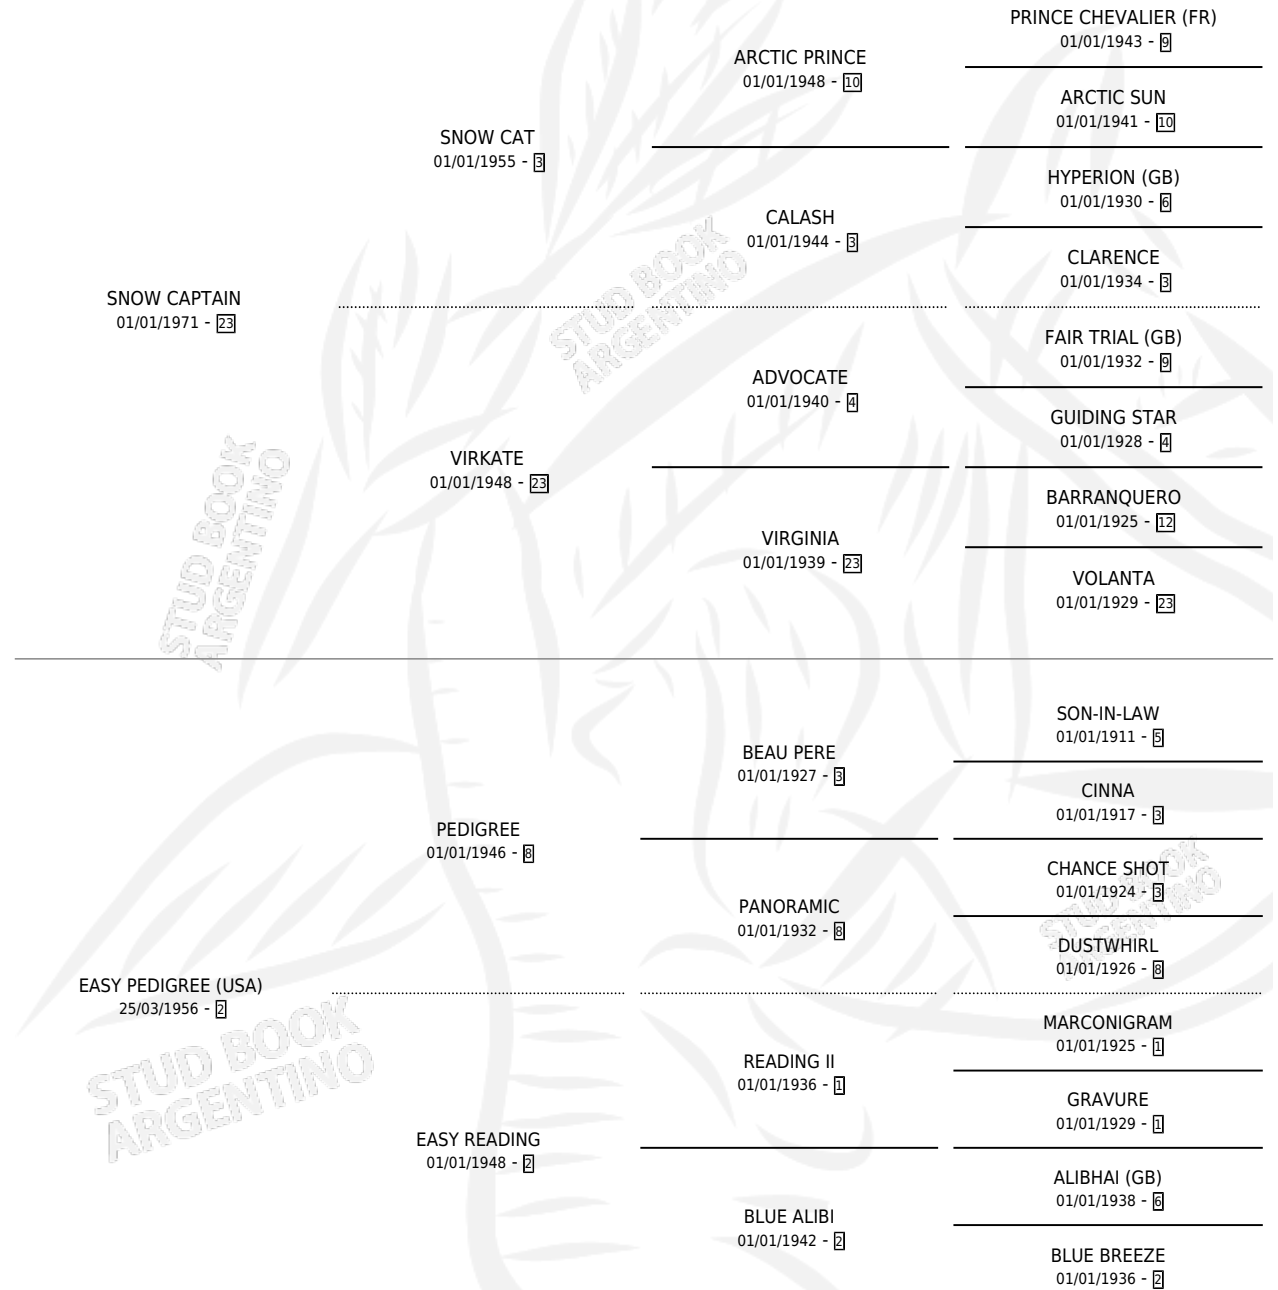 PRINCE CHEVALIER (FR)
01/01/1943 - 9
ARCTIC PRINCE
01/01/1948 - 10
ARCTIC SUN
01/01/1941 - 10
SNOW CAT
01/01/1955 - 3
HYPERION (GB)
01/01/1930 - 6
CALASH
01/01/1944 - 3
CLARENCE
01/01/1934 - 3
SNOW CAPTAIN
01/01/1971 - 23
FAIR TRIAL (GB)
01/01/1932 - 9
ADVOCATE
01/01/1940 - 4
GUIDING STAR
01/01/1928 - 4
VIRKATE
01/01/1948 - 23
BARRANQUERO
01/01/1925 - 12
VIRGINIA
01/01/1939 - 23
VOLANTA
01/01/1929 - 23
SON-IN-LAW
01/01/1911 - 5
BEAU PERE
01/01/1927 - 3
CINNA
01/01/1917 - 3
PEDIGREE
01/01/1946 - 8
CHANCE SHOT
01/01/1924 - 3
PANORAMIC
01/01/1932 - 8
DUSTWHIRL
01/01/1926 - 8
EASY PEDIGREE (USA)
25/03/1956 - 2
MARCONIGRAM
01/01/1925 - 1
READING II
01/01/1936 - 1
GRAVURE
01/01/1929 - 1
EASY READING
01/01/1948 - 2
ALIBHAI (GB)
01/01/1938 - 6
BLUE ALIBI
01/01/1942 - 2
BLUE BREEZE
01/01/1936 - 2
STUD BOOK
ARGENTINO
STUD BOOK
ARGENTINO
STUD BOOK
ARGENTINO
STUD BOOK
ARGENTINO